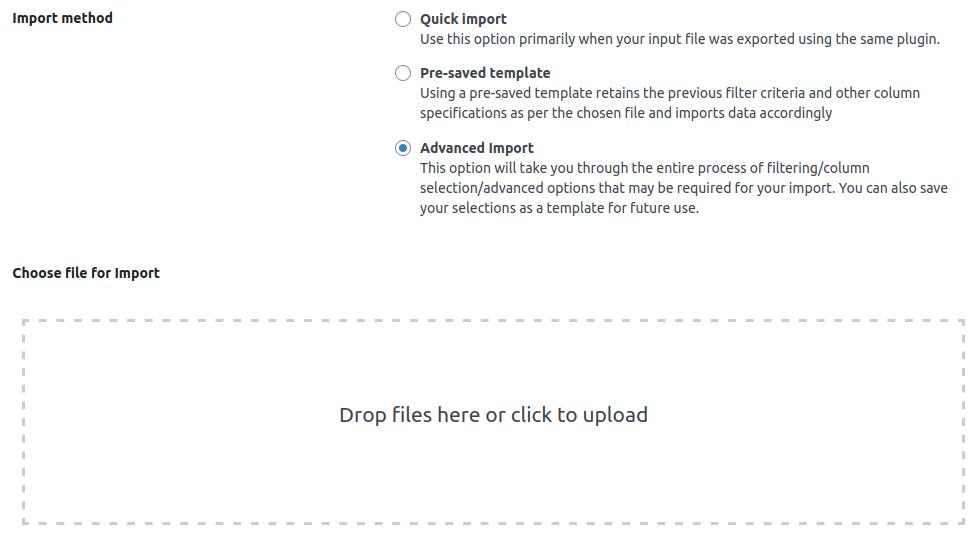 Import method
Quick import
Use this option primarily when your input file was exported using the same plugin.
Pre-saved template
Using a pre-saved template retains the previous filter criteria and other column
specifications as per the chosen file and imports data accordingly
Advanced Import
This option will take you through the entire process of filtering/column
selection/advanced options that may be required for your import. You can also save
your selections as a template for future use.
Choose file for Import
Drop files here or click to upload